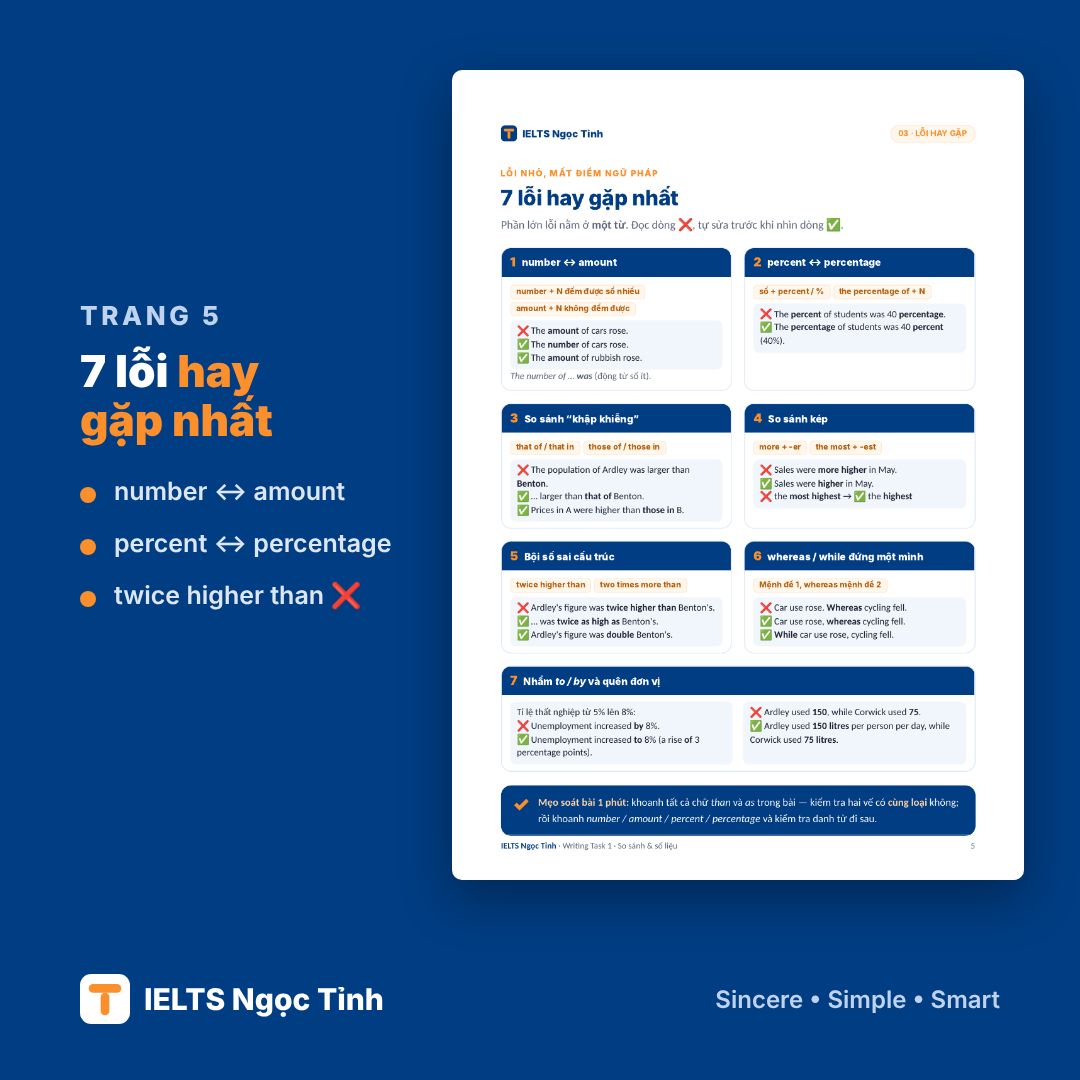 TRANG 5
7 lỗi hay
gặp nhất
number ↔ amount
percent ↔ percentage
twice higher than ❌
IELTS Ngọc Tỉnh
03 · LỖI HAY GẶP
LỖI NHỎ, MẤT ĐIỂM NGỮ PHÁP
7 lỗi hay gặp nhất
Phần lớn lỗi nằm ở một từ. Đọc dòng ❌, tự sửa trước khi nhìn dòng ✅.
1 number ↔ amount
number + N đếm được số nhiều
amount + N không đếm được
❌ The amount of cars rose.
✅ The number of cars rose.
✅ The amount of rubbish rose.
The number of ... was (động từ số ít).
2 percent ↔ percentage
số + percent / % the percentage of + N
❌ The percent of students was 40 percentage.
✅ The percentage of students was 40 percent
(40%).
3 So sánh “khập khiễng”
that of / that in those of / those in
❌ The population of Ardley was larger than
Benton.
✅ ... larger than that of Benton.
✅ Prices in A were higher than those in B.
4 So sánh kép
more + -er the most + -est
❌ Sales were more higher in May.
✅ Sales were higher in May.
❌ the most highest → ✅ the highest
5 Bội số sai cấu trúc
twice higher than two times more than
❌ Ardley's figure was twice higher than Benton's.
✅ ... was twice as high as Benton's.
✅ Ardley's figure was double Benton's.
6 whereas / while đứng một mình
Mệnh đề 1, whereas mệnh đề 2
❌ Car use rose. Whereas cycling fell.
✅ Car use rose, whereas cycling fell.
✅ While car use rose, cycling fell.
7 Nhầm to / by và quên đơn vị
Tỉ lệ thất nghiệp từ 5% lên 8%:
❌ Unemployment increased by 8%.
✅ Unemployment increased to 8% (a rise of 3
percentage points).
❌ Ardley used 150, while Corwick used 75.
✅ Ardley used 150 litres per person per day, while
Corwick used 75 litres.
Mẹo soát bài 1 phút: khoanh tất cả chữ than và as trong bài — kiểm tra hai vế có cùng loại không;
rồi khoanh number / amount / percent / percentage và kiểm tra danh từ đi sau.
IELTS Ngọc Tỉnh · Writing Task 1 · So sánh & số liệu 5
IELTS Ngọc Tỉnh
Sincere • Simple • Smart